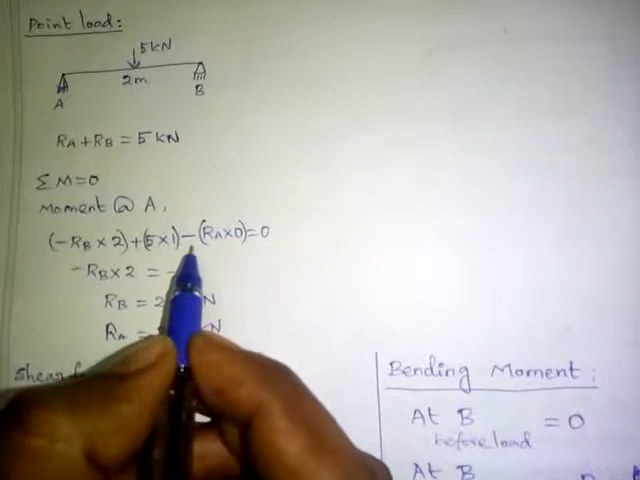 Point load:
5kN
2m
A
B
RA+RB = 5 kN
ΣM=0
Moment @ A,
(-RB × 2)+(5×1)-(RA×0)=0
-RB×2 = -
RB = 2 N
RA = N
Shear
Bending Moment:
At B = 0
before load
At B